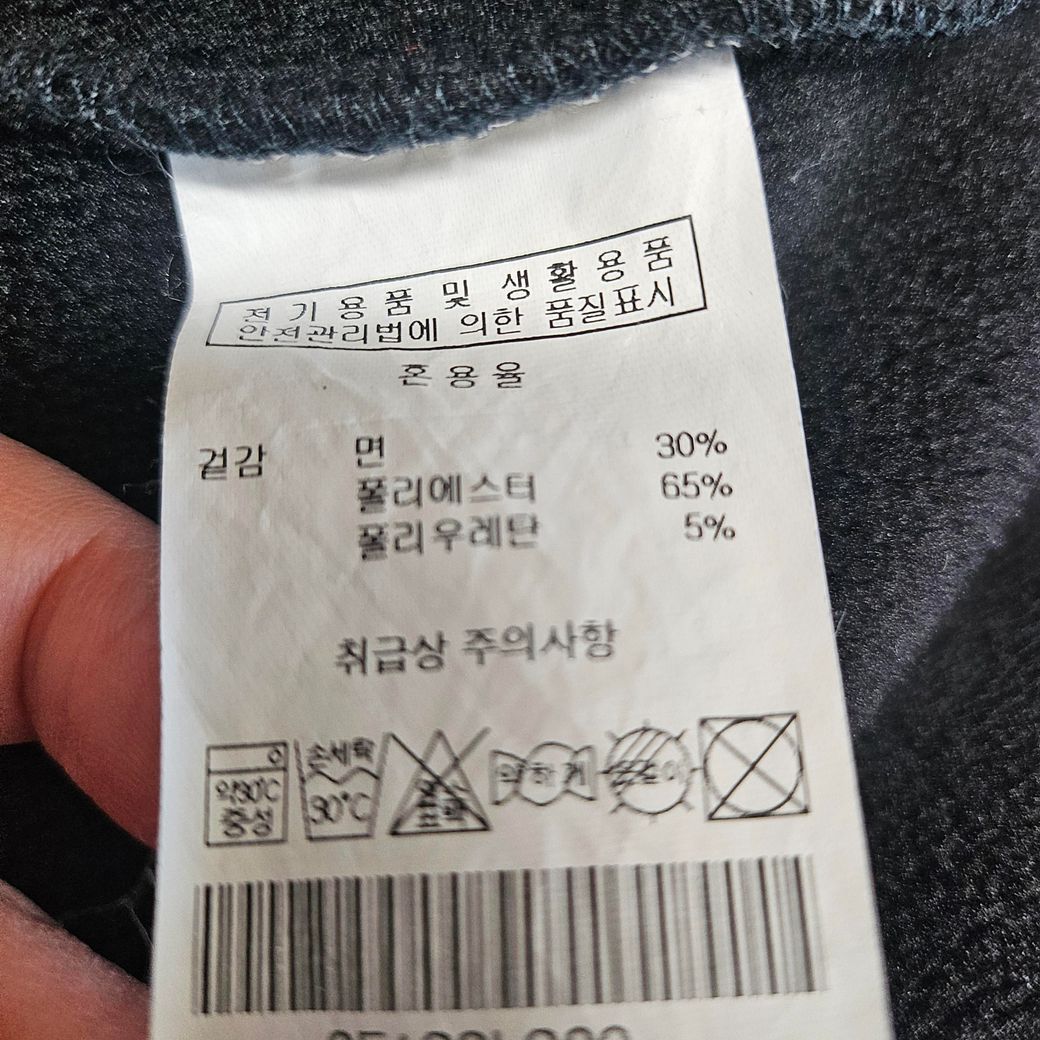 전기용품 및 생활용품
안전관리법에 의한 품질표시
혼용율
겉감 면 30%
폴리에스터 65%
폴리우레탄 5%
취급상 주의사항
약30℃
중성
손세탁
30℃
표백
약하게